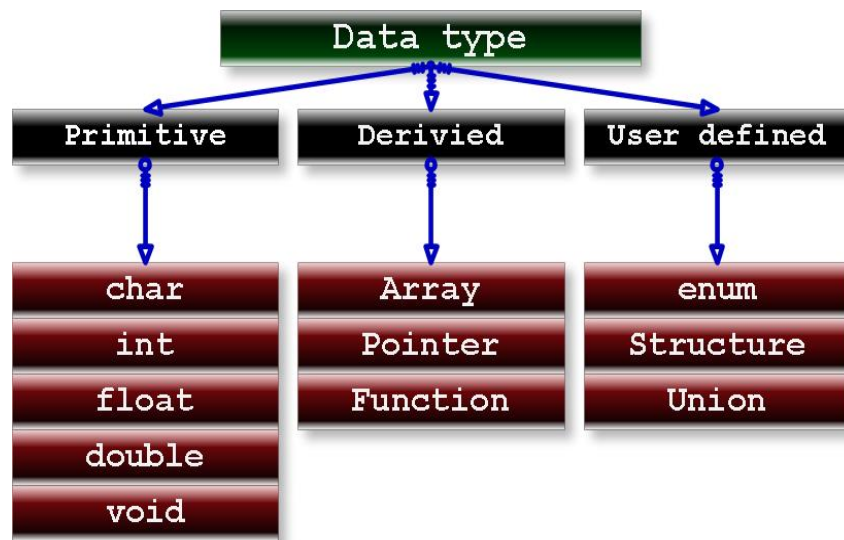 Data type
Primitive
Derivied
User defined
char
Array
enum
int
Pointer
Structure
float
Function
Union
double
void